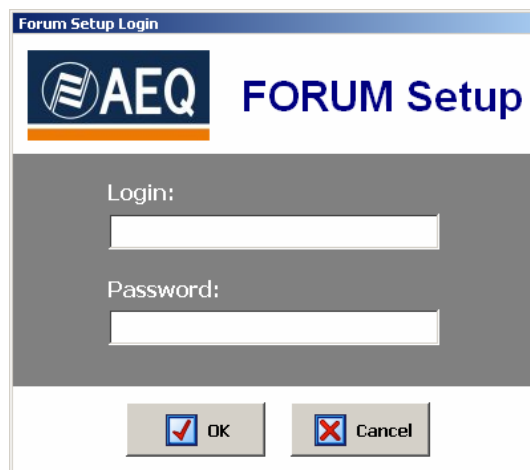 Forum Setup Login
AEQ FORUM Setup
Login:
Password:
OK Cancel